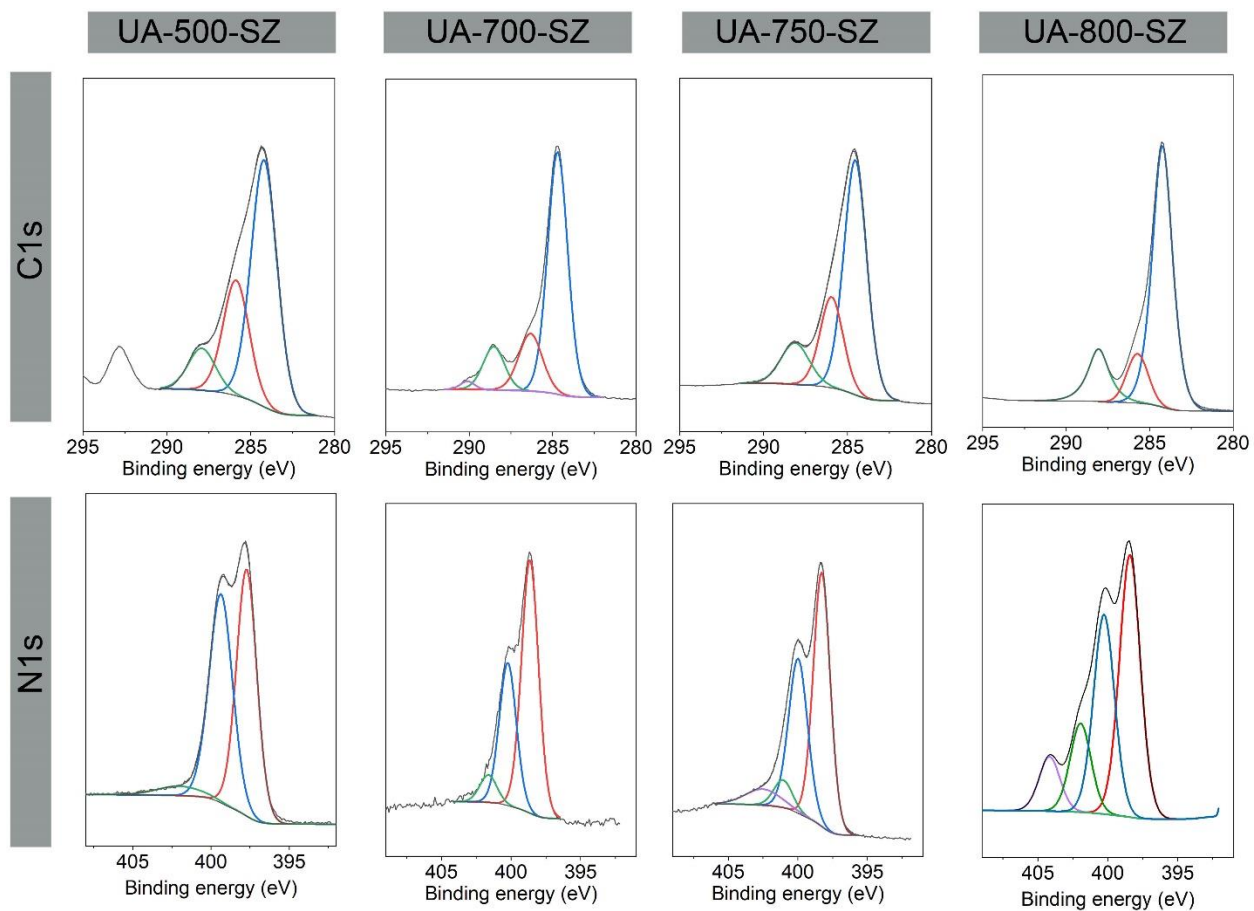 UA-500-SZ UA-700-SZ UA-750-SZ UA-800-SZ
C1s
295 290 285 280 295 290 285 280 295 290 285 280 295 290 285 280
Binding energy (eV) Binding energy (eV) Binding energy (eV) Binding energy (eV)
N1s
405 400 395 405 400 395 405 400 395 405 400 395
Binding energy (eV) Binding energy (eV) Binding energy (eV) Binding energy (eV)